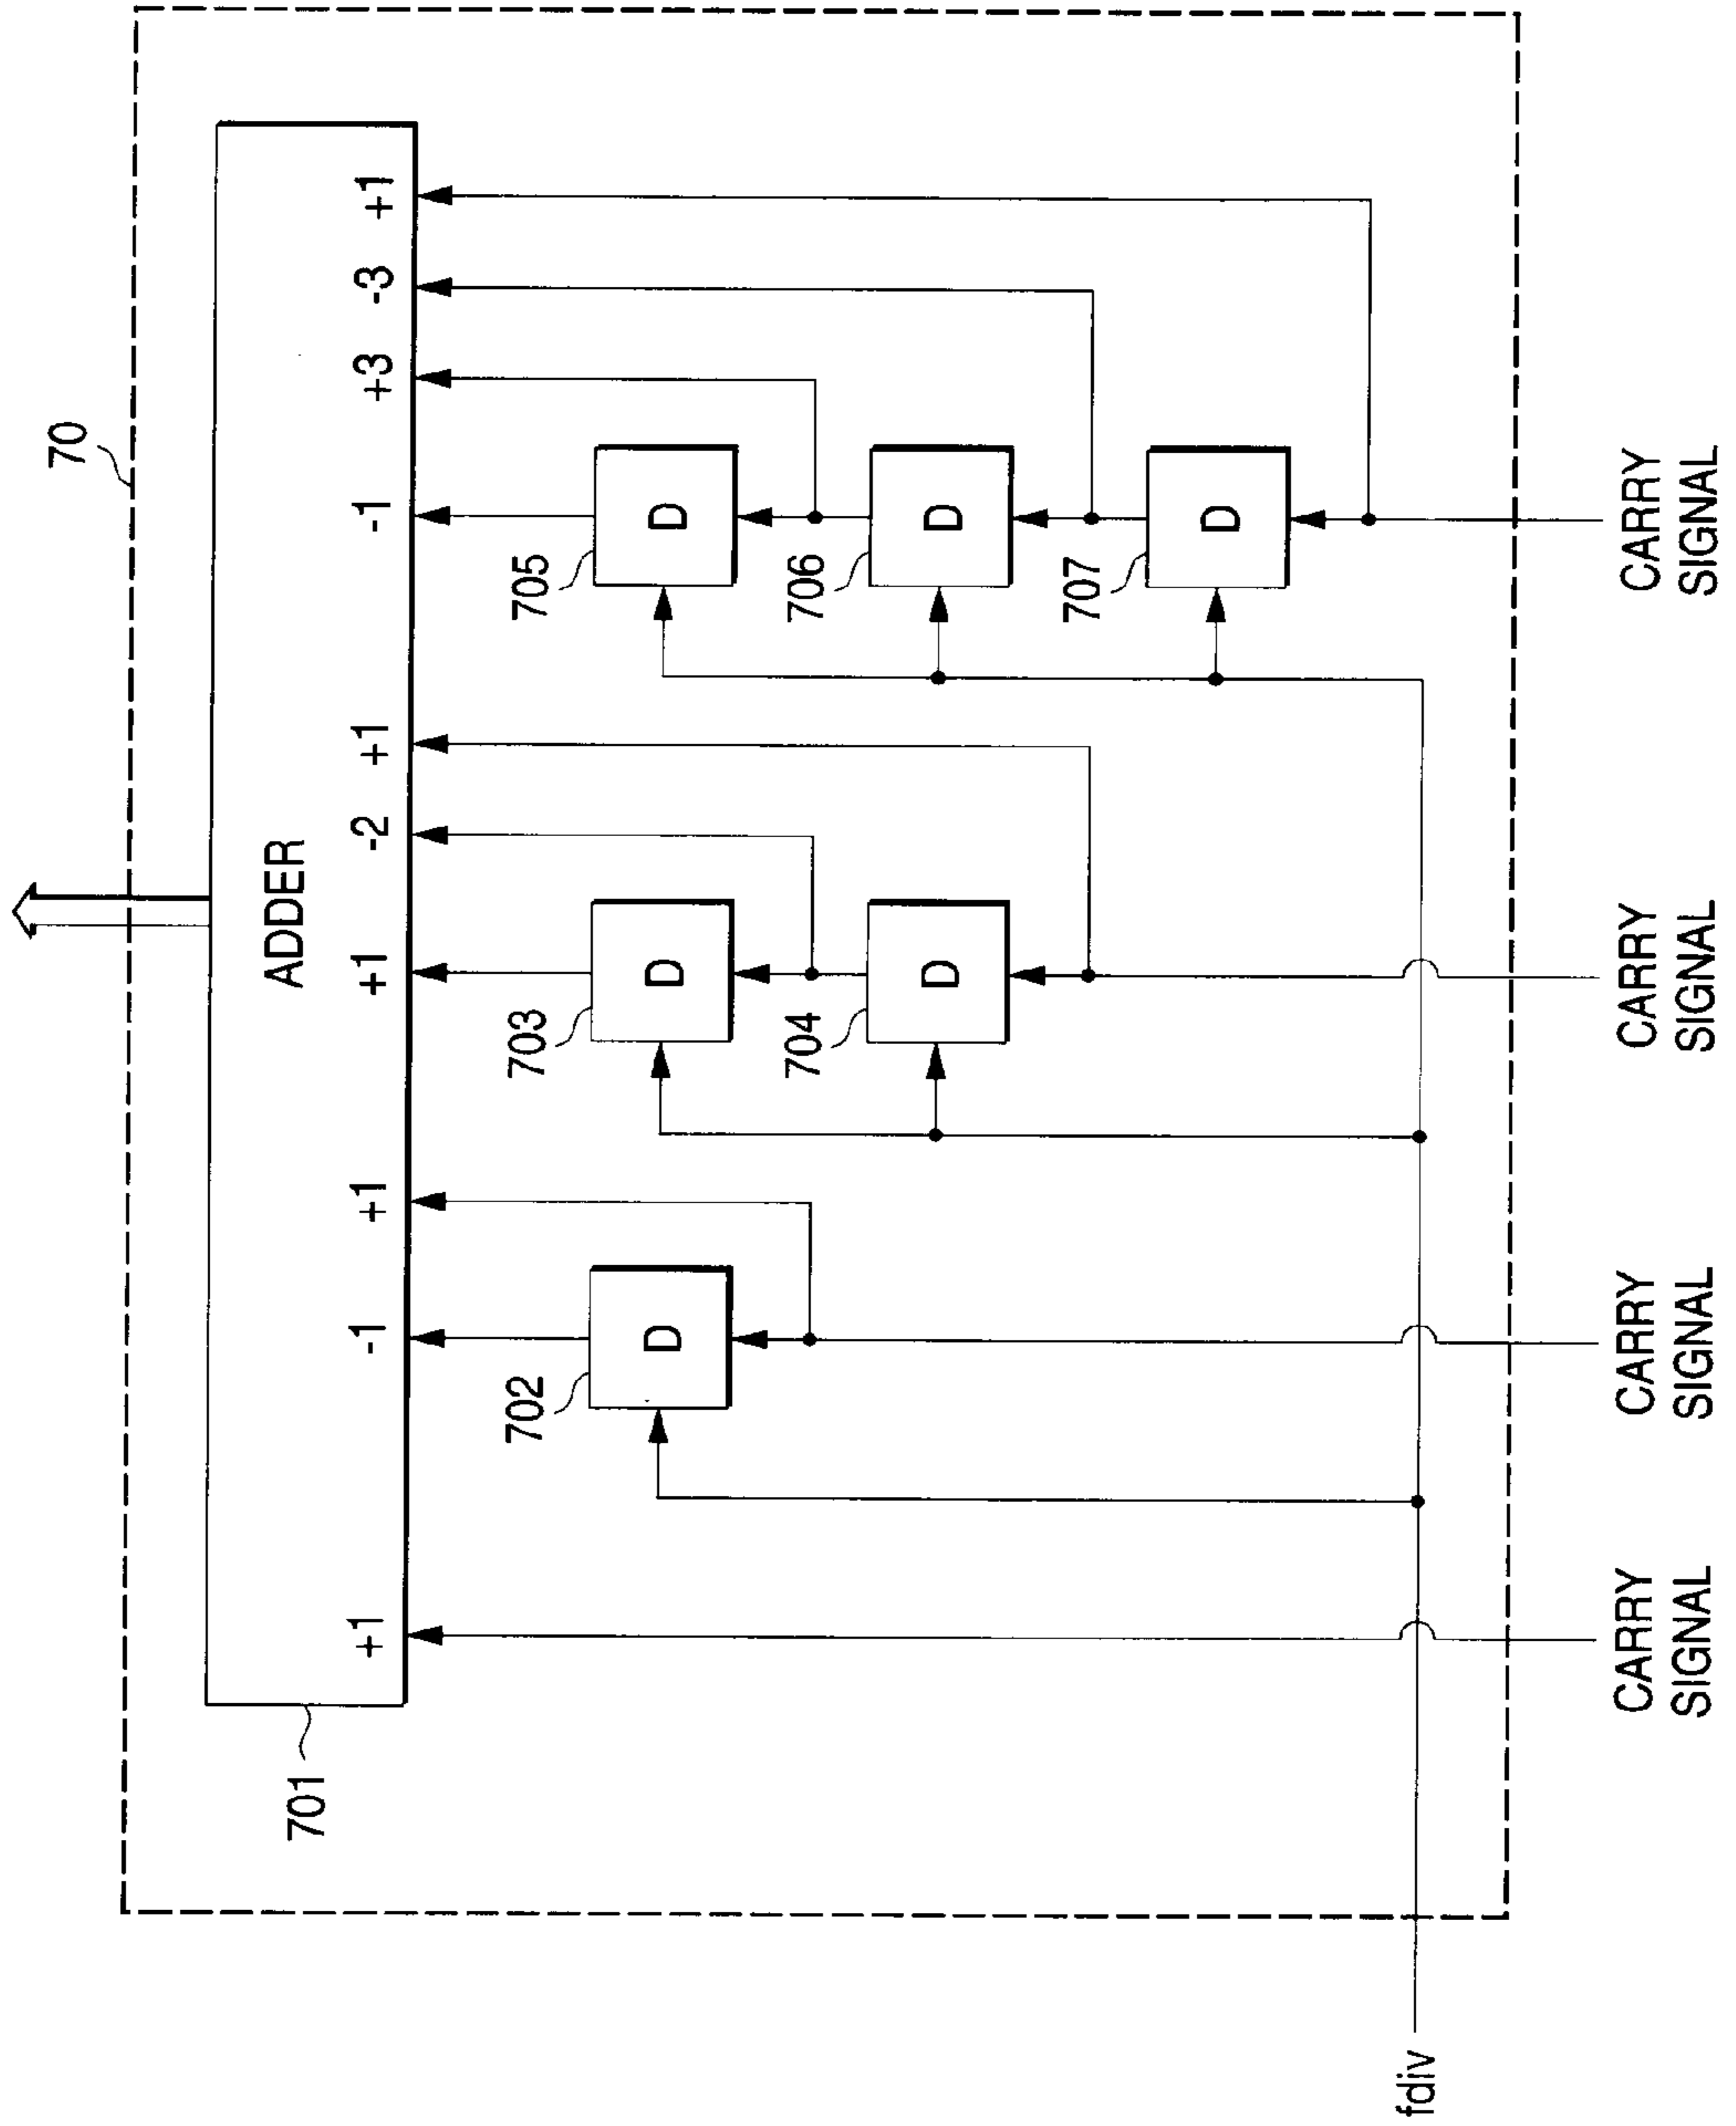 70
ADDER
701
+1
-1
+1
+1
-2
+1
-1
+3
-3
+1
702
D
703
D
704
D
705
D
706
D
707
D
fdiv
CARRY
SIGNAL
CARRY
SIGNAL
CARRY
SIGNAL
CARRY
SIGNAL